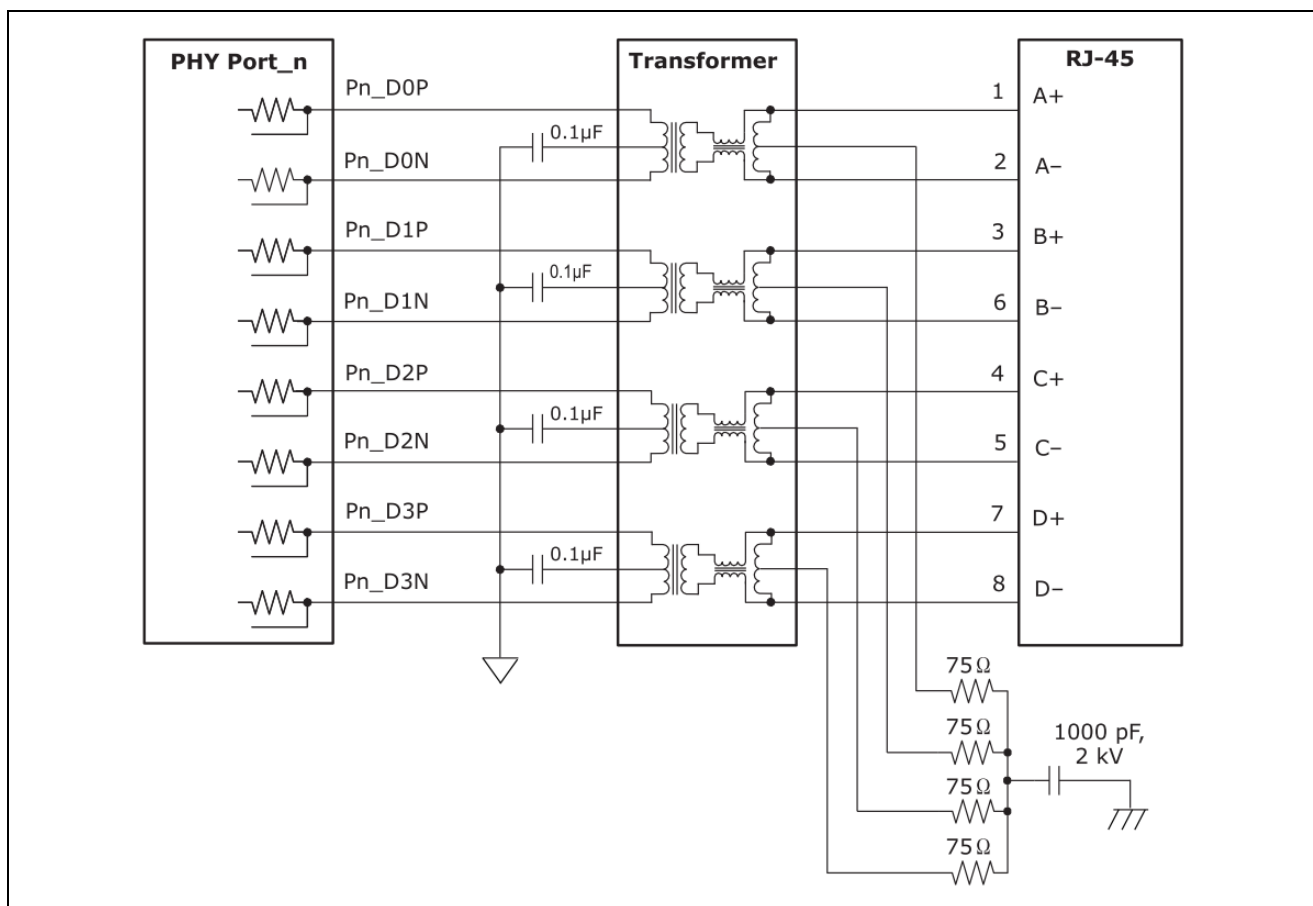 PHY Port_n
Transformer
RJ-45
Pn_D0P
0.1µF
Pn_D0N
1 A+
2 A−
Pn_D1P
0.1µF
Pn_D1N
3 B+
6 B−
Pn_D2P
0.1µF
Pn_D2N
4 C+
5 C−
Pn_D3P
0.1µF
Pn_D3N
7 D+
8 D−
75Ω
75Ω
75Ω
75Ω
1000 pF,
2 kV